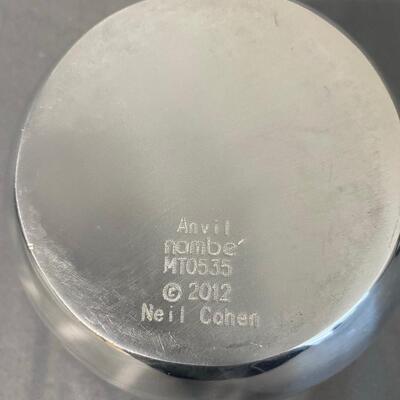 Anvil
nambé
MT0535
© 2012
Neil Cohen